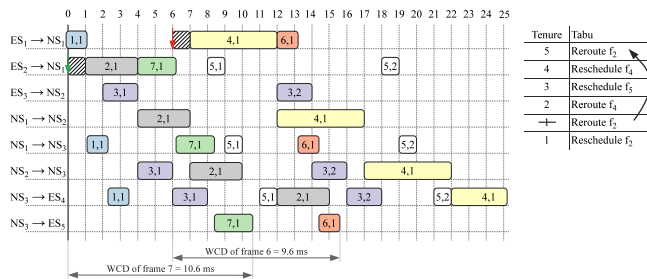 0 1 2 3 4 5 6 7 8 9 10 11 12 13 14 15 16 17 18 19 20 21 22 23 24 25
ES1 → NS1 1,1 4,1 6,1
ES2 → NS1 2,1 7,1 5,1 5,2
ES3 → NS2 3,1 3,2
NS1 → NS2 2,1 4,1
NS1 → NS3 1,1 7,1 5,1 6,1 5,2
NS2 → NS3 3,1 2,1 3,2 4,1
NS3 → ES4 1,1 3,1 5,1 2,1 3,2 5,2 4,1
NS3 → ES5 7,1 6,1
WCD of frame 6 = 9.6 ms
WCD of frame 7 = 10.6 ms
Tenure Tabu
5 Reroute f2
4 Reschedule f4
3 Reschedule f5
2 Reroute f4
1 Reroute f2
1 Reschedule f2